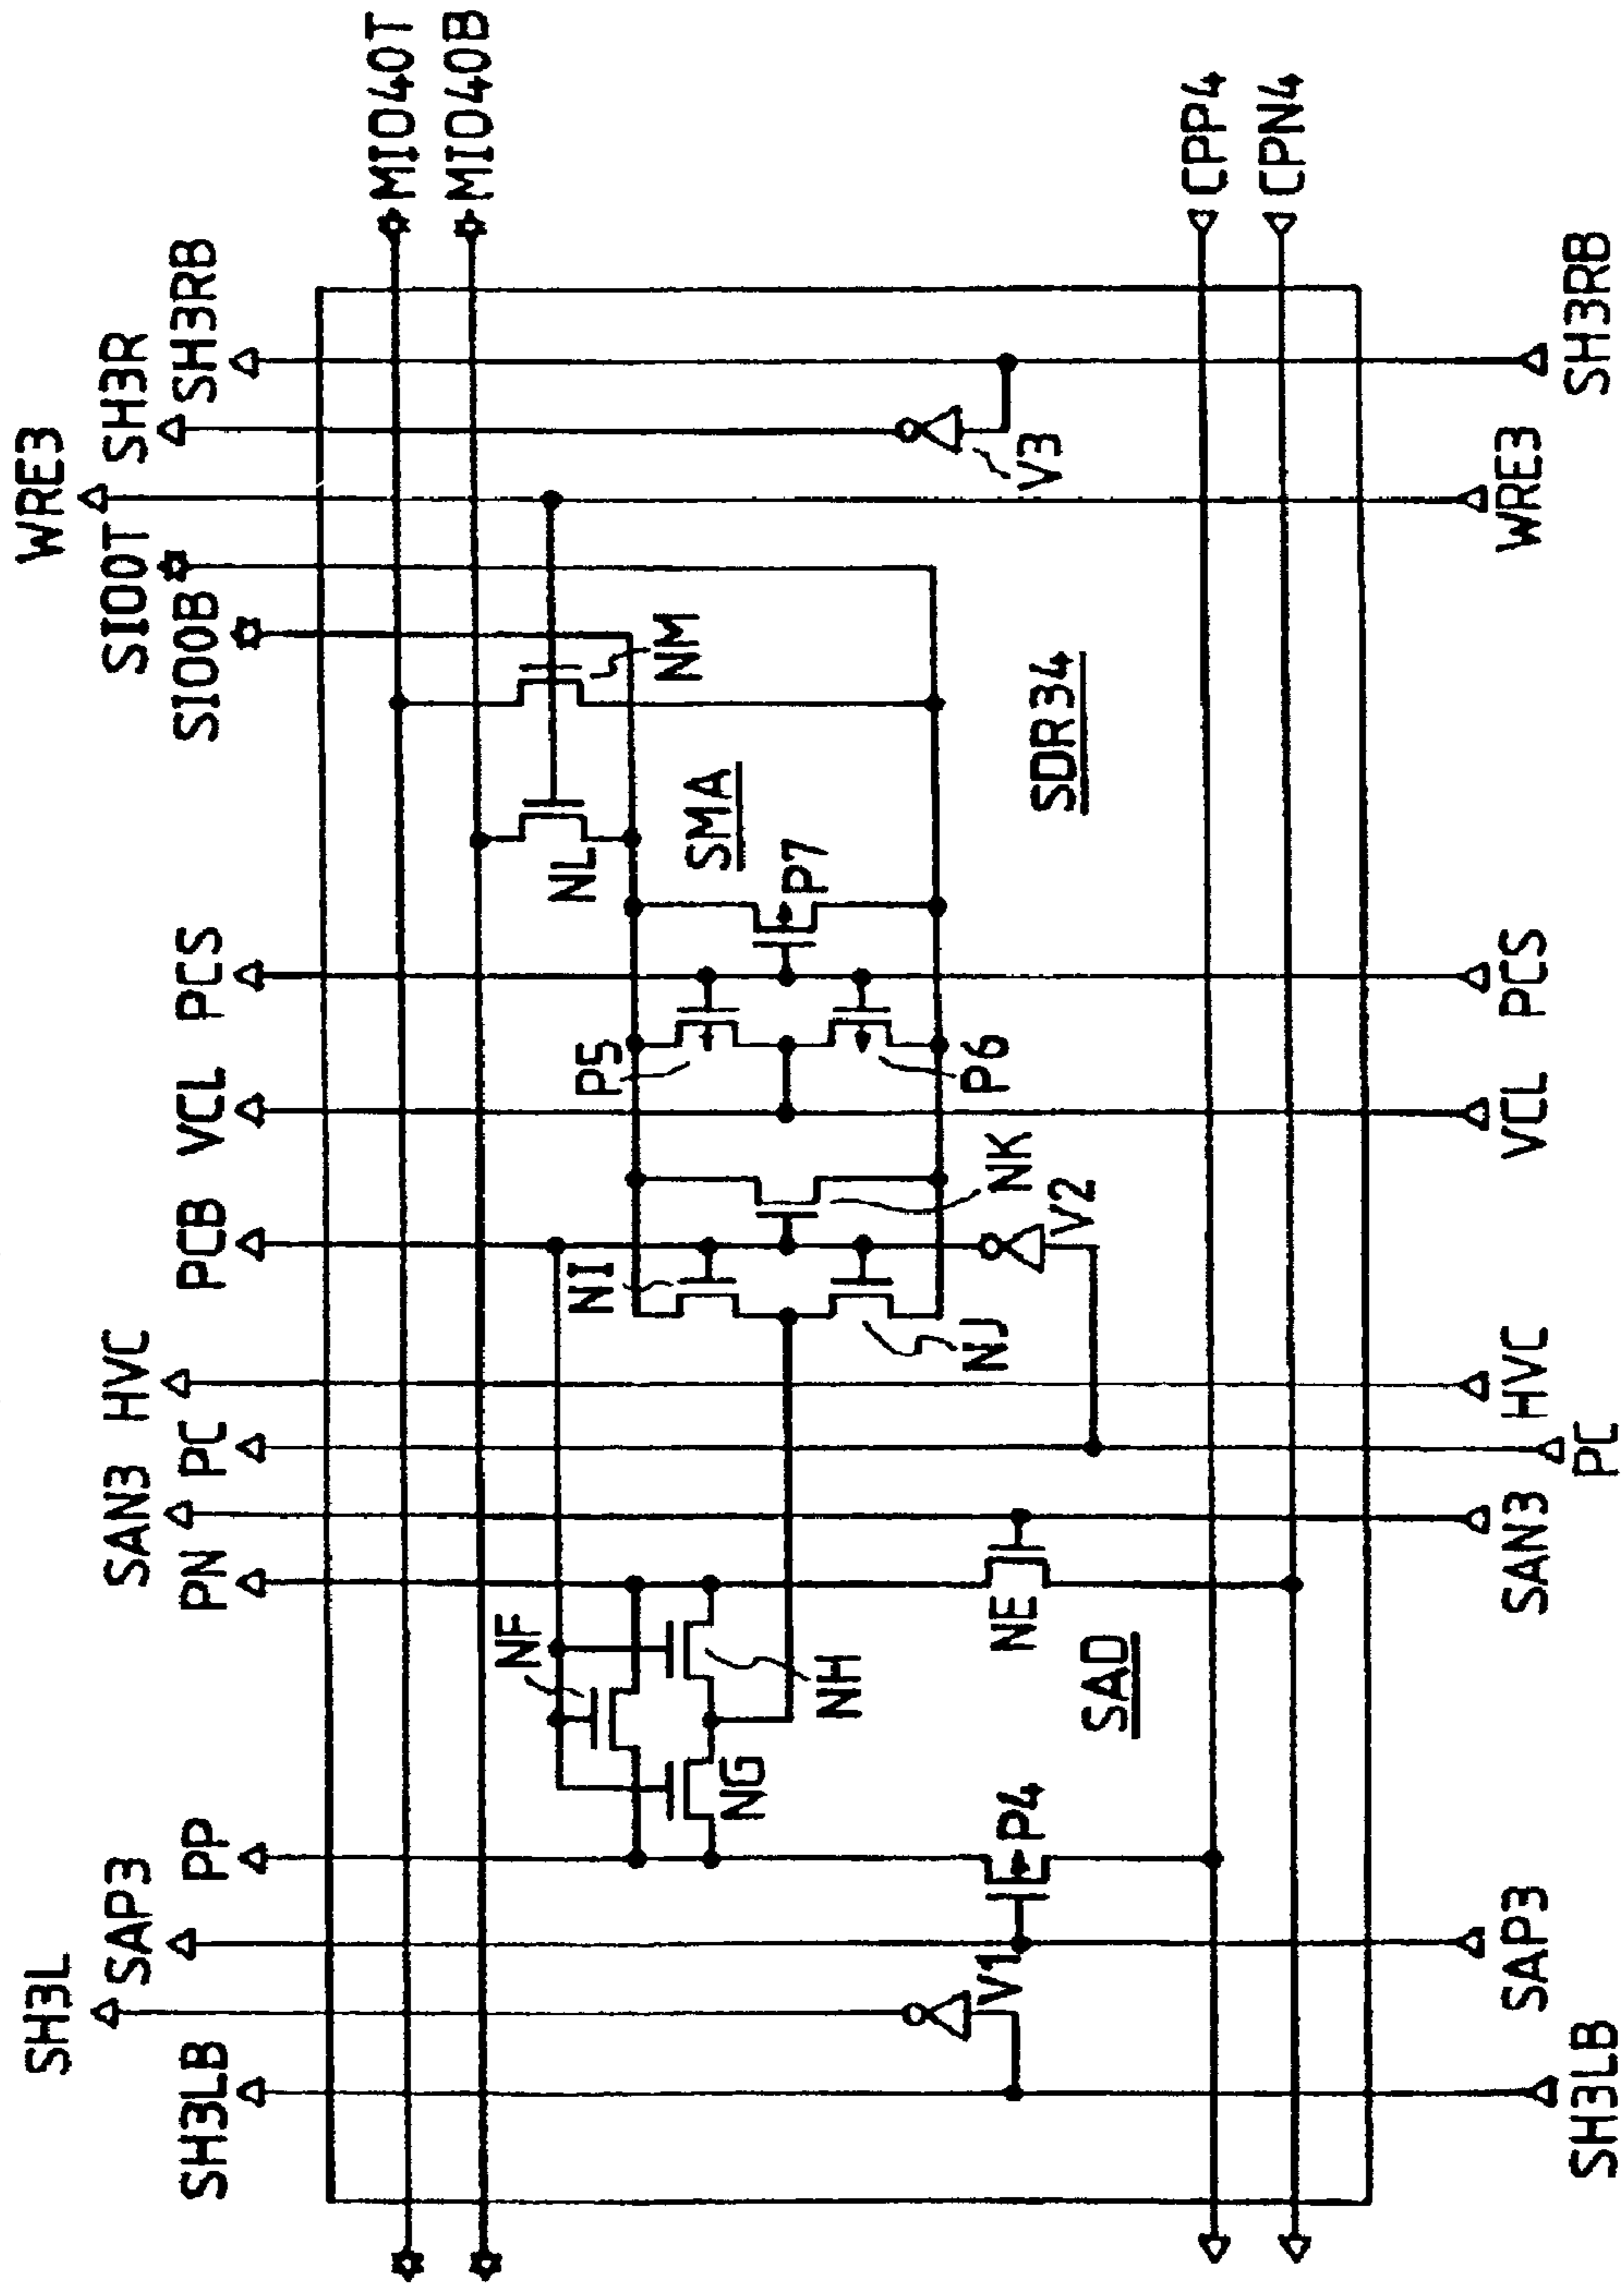 SH3L
SH3LB
SAP3
PP
PN
SAN3
PC
HVC
PCB
VCL
PCS
SIO0B
SIO0T
WRE3
SH3R
SH3RB
MIO40T
MIO40B
NF
NG
NH
NI
NJ
NK
P5
P6
P7
NL
NM
SMA
V1
P4
NE
SAD
V2
SDR34
V3
CPP4
CPN4
SH3LB
SAP3
SAN3
PC
HVC
VCL
PCS
WRE3
SH3RB